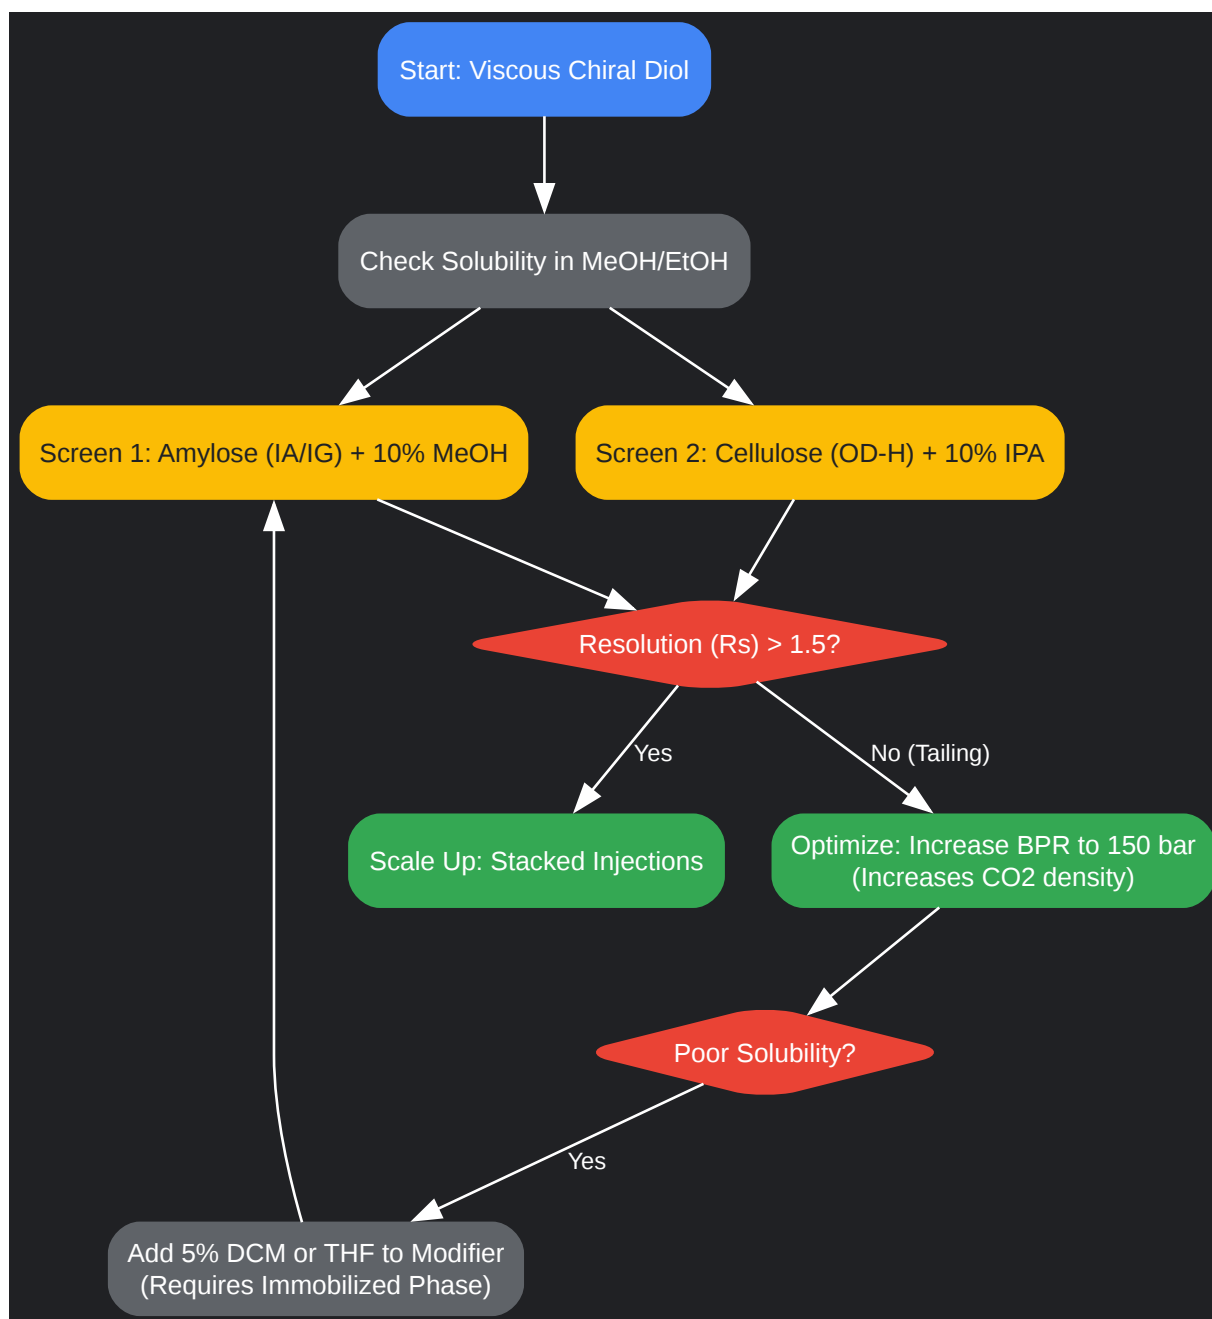 Start: Viscous Chiral Diol
Check Solubility in MeOH/EtOH
Screen 1: Amylose (IA/IG) + 10% MeOH
Screen 2: Cellulose (OD-H) + 10% IPA
Resolution (Rs) > 1.5?
Yes
No (Tailing)
Scale Up: Stacked Injections
Optimize: Increase BPR to 150 bar
(Increases CO2 density)
Poor Solubility?
Yes
Add 5% DCM or THF to Modifier
(Requires Immobilized Phase)